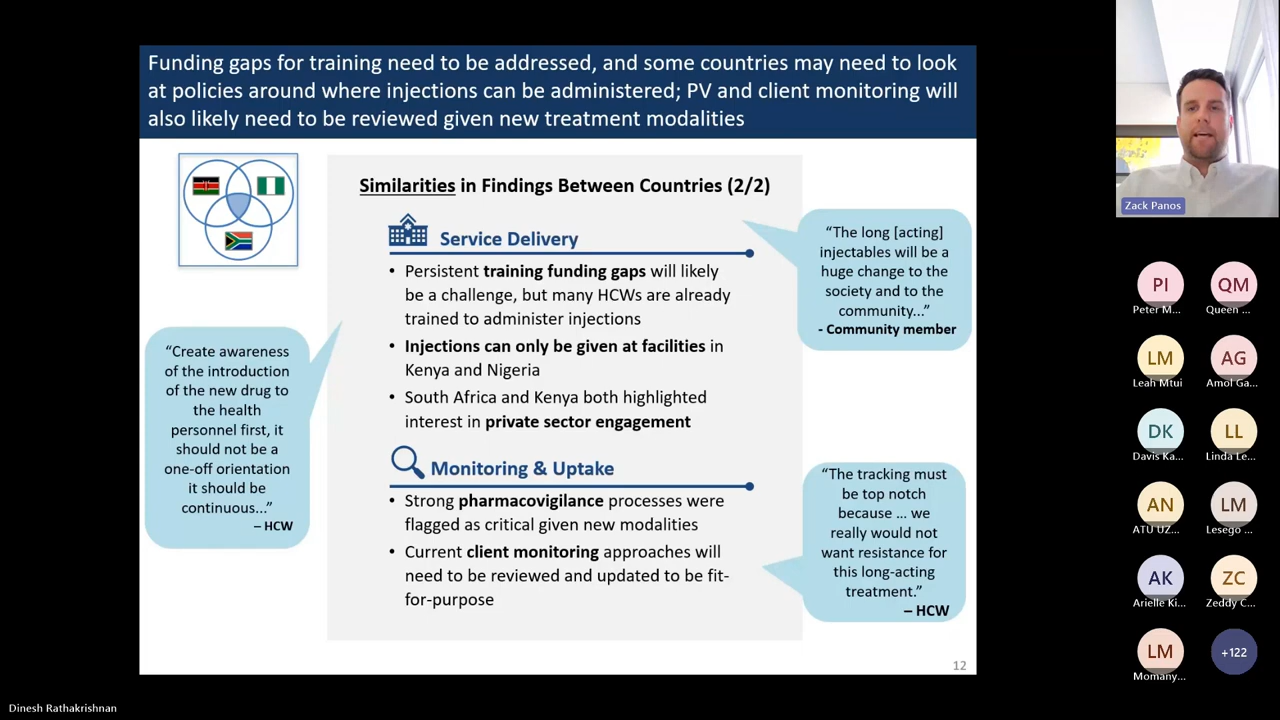 Funding gaps for training need to be addressed, and some countries may need to look
at policies around where injections can be administered; PV and client monitoring will
also likely need to be reviewed given new treatment modalities
Similarities in Findings Between Countries (2/2)
Service Delivery
• Persistent training funding gaps will likely
be a challenge, but many HCWs are already
trained to administer injections
• Injections can only be given at facilities in
Kenya and Nigeria
• South Africa and Kenya both highlighted
interest in private sector engagement
Monitoring & Uptake
• Strong pharmacovigilance processes were
flagged as critical given new modalities
• Current client monitoring approaches will
need to be reviewed and updated to be fit-
for-purpose
“Create awareness
of the introduction
of the new drug to
the health
personnel first, it
should not be a
one-off orientation
it should be
continuous...”
– HCW
“The long [acting]
injectables will be a
huge change to the
society and to the
community...”
- Community member
“The tracking must
be top notch
because ... we
really would not
want resistance for
this long-acting
treatment.”
– HCW
12
Zack Panos
PI
Peter M...
QM
Queen ...
LM
Leah Mtui
AG
Amol Ga...
DK
Davis Ka...
LL
Linda Le...
AN
ATU UZ...
LM
Lesego ...
AK
Arielle Ki...
ZC
Zeddy C...
LM
Momany...
+122
Dinesh Rathakrishnan